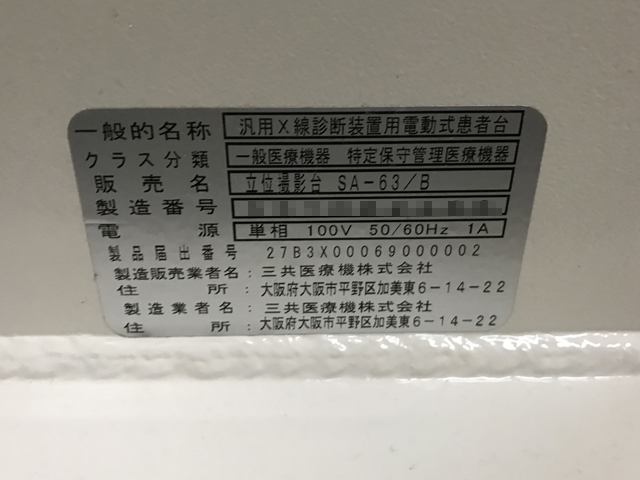 一般的名称 汎用X線診断装置用電動式患者台
クラス分類 一般医療機器 特定保守管理医療機器
販売名 立位撮影台 SA-63/B
製造番号
電源 単相 100V 50/60Hz 1A
製品届出番号 27B3X00069000002
製造販売業者名:三共医療機株式会社
住所:大阪府大阪市平野区加美東6-14-22
製造業者名:三共医療機株式会社
住所:大阪府大阪市平野区加美東6-14-22